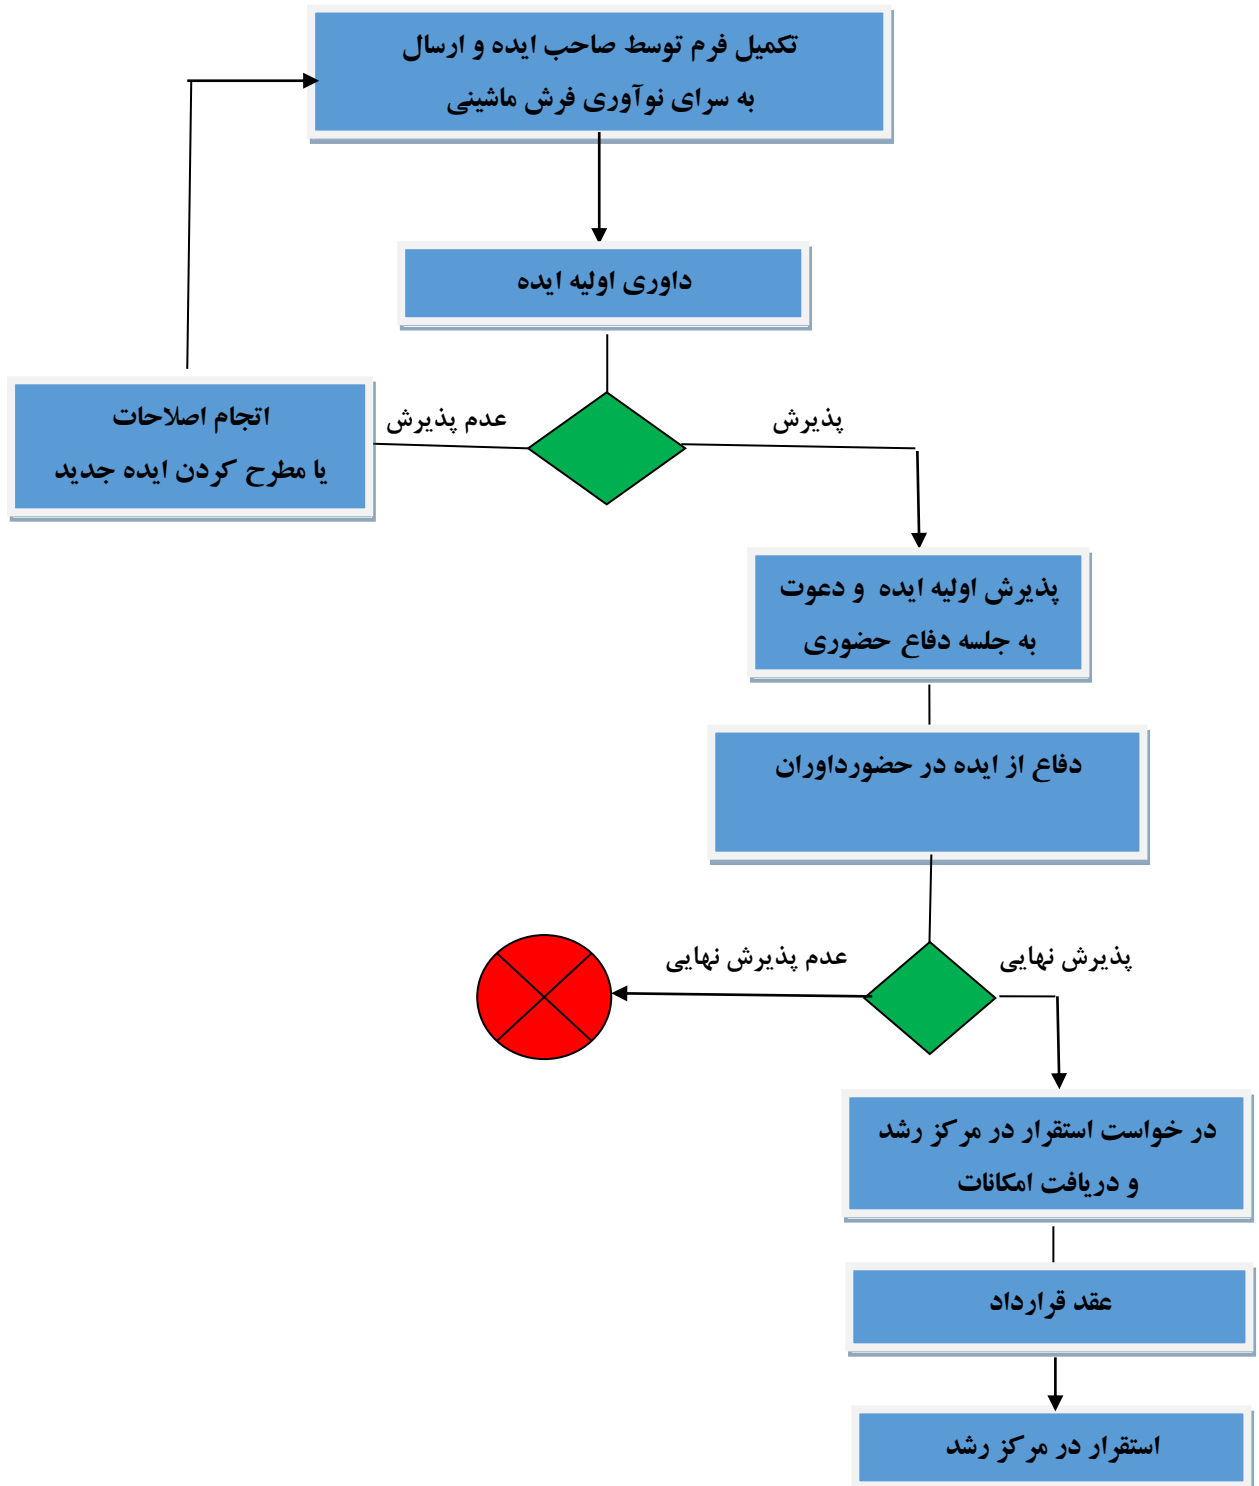 تکمیل فرم توسط صاحب ایده و ارسال
به سرای نوآوری فرش ماشینی
داوری اولیه ایده
پذیرش
عدم پذیرش
اتجام اصلاحات
یا مطرح کردن ایده جدید
پذیرش اولیه ایده و دعوت
به جلسه دفاع حضوری
دفاع از ایده در حضورداوران
پذیرش نهایی
عدم پذیرش نهایی
در خواست استقرار در مرکز رشد
و دریافت امکانات
عقد قرارداد
استقرار در مرکز رشد